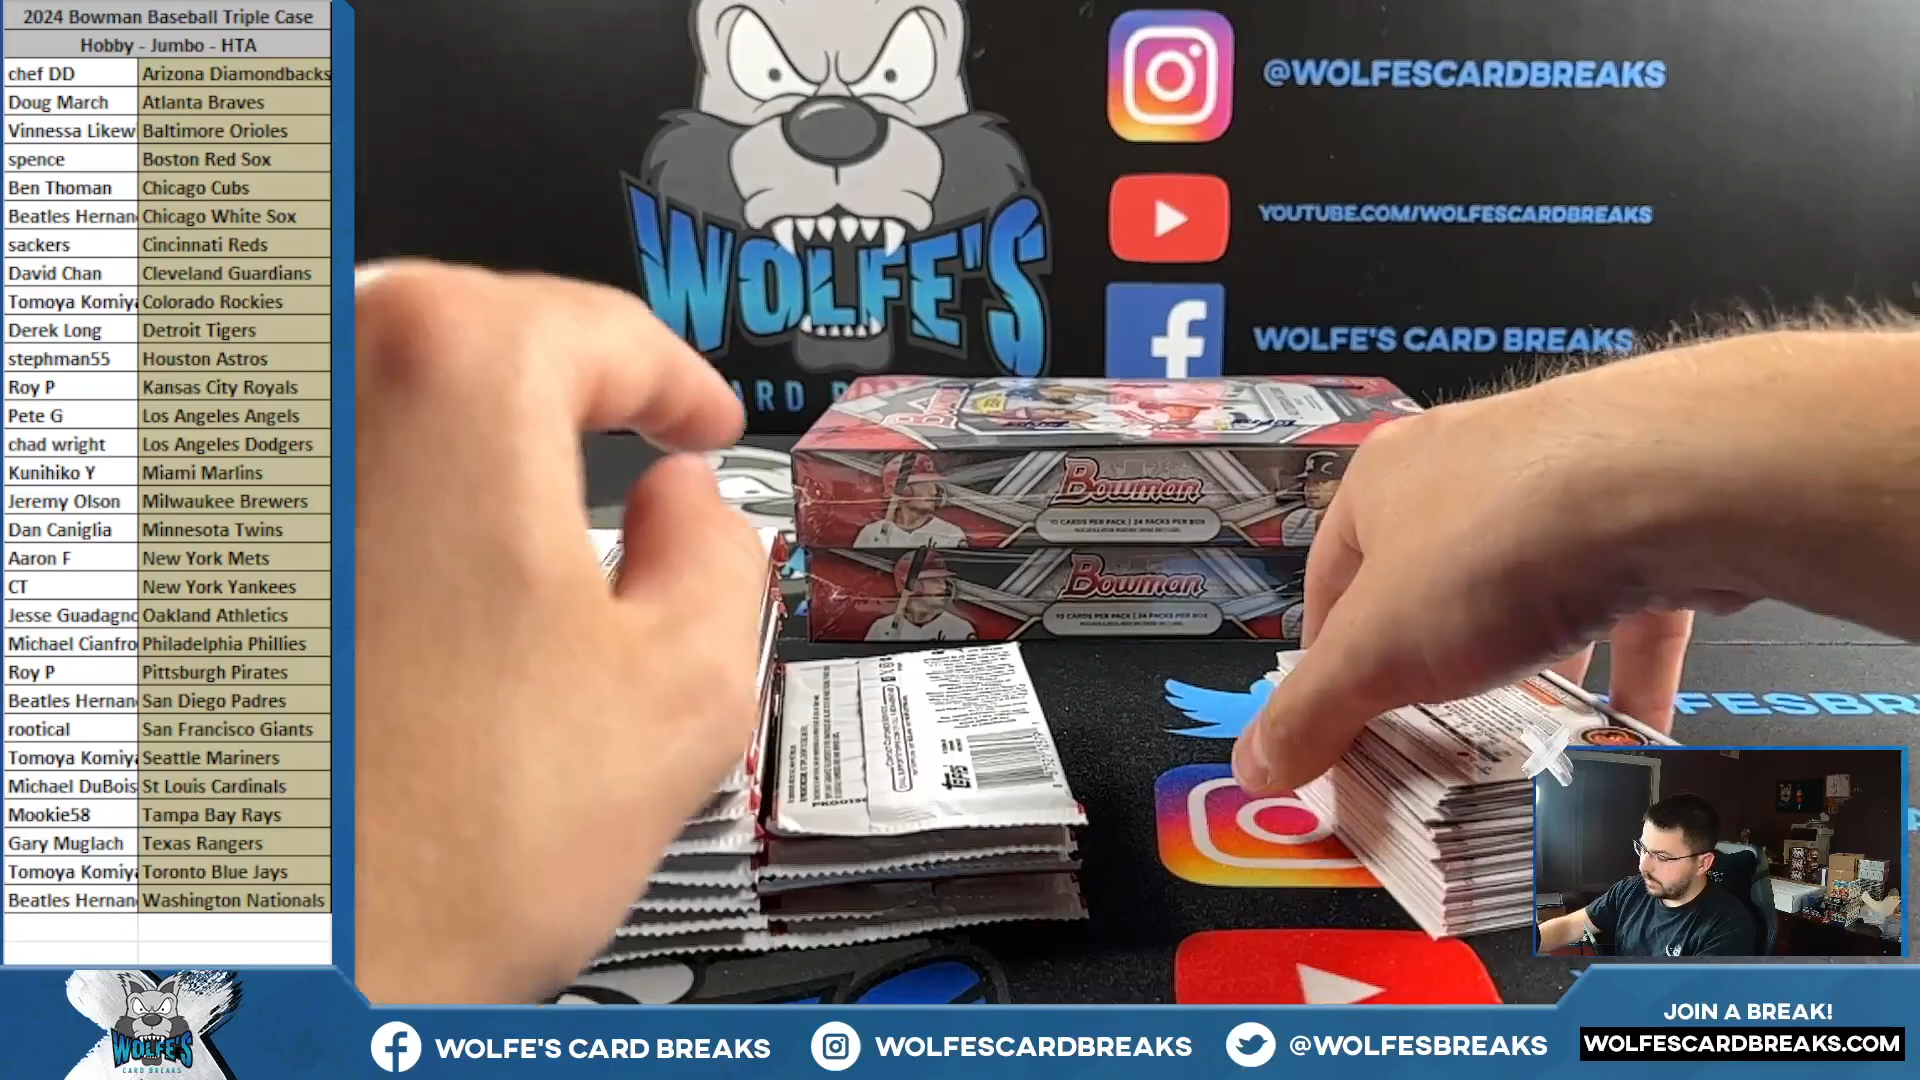 2024 Bowman Baseball Triple Case
Hobby - Jumbo - HTA
chef DD Arizona Diamondbacks
Doug March Atlanta Braves
Vinnessa Likew Baltimore Orioles
spence Boston Red Sox
Ben Thoman Chicago Cubs
Beatles Hernan Chicago White Sox
sackers Cincinnati Reds
David Chan Cleveland Guardians
Tomoya Komiya Colorado Rockies
Derek Long Detroit Tigers
stephman55 Houston Astros
Roy P Kansas City Royals
Pete G Los Angeles Angels
chad wright Los Angeles Dodgers
Kunihiko Y Miami Marlins
Jeremy Olson Milwaukee Brewers
Dan Caniglia Minnesota Twins
Aaron F New York Mets
CT New York Yankees
Jesse Guadagno Oakland Athletics
Michael Cianfro Philadelphia Phillies
Roy P Pittsburgh Pirates
Beatles Hernan San Diego Padres
rootical San Francisco Giants
Tomoya Komiya Seattle Mariners
Michael DuBois St Louis Cardinals
Mookie58 Tampa Bay Rays
Gary Muglach Texas Rangers
Tomoya Komiya Toronto Blue Jays
Beatles Hernan Washington Nationals
@WOLFESCARDBREAKS
YOUTUBE.COM/WOLFESCARDBREAKS
WOLFE'S CARD BREAKS
WOLFE'S
ARD
Bowman
Bowman
10 CARDS PER PACK | 24 PACKS PER BOX
Bowman
10 CARDS PER PACK | 24 PACKS PER BOX
topps
FESBR
WOLFE'S
CARD BREAKS
WOLFE'S CARD BREAKS
WOLFESCARDBREAKS
@WOLFESBREAKS
JOIN A BREAK!
WOLFESCARDBREAKS.COM